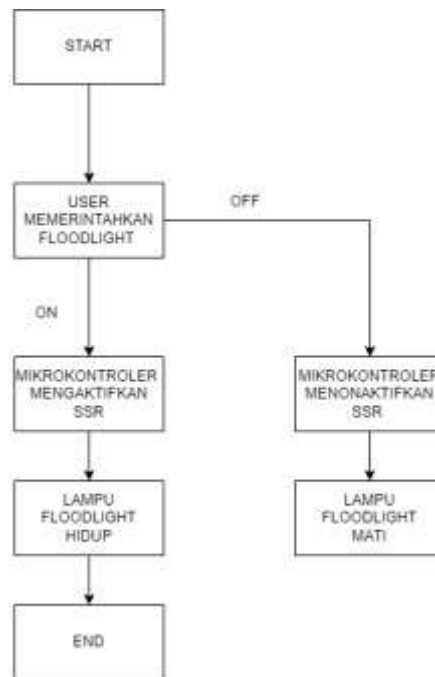 START
USER
MEMERINTAHKAN
FLOODLIGHT
OFF
ON
MIKROKONTROLER
MENGAKTIFKAN
SSR
MIKROKONTROLER
MENONAKTIFKAN
SSR
LAMPU
FLOODLIGHT
HIDUP
LAMPU
FLOODLIGHT
MATI
END